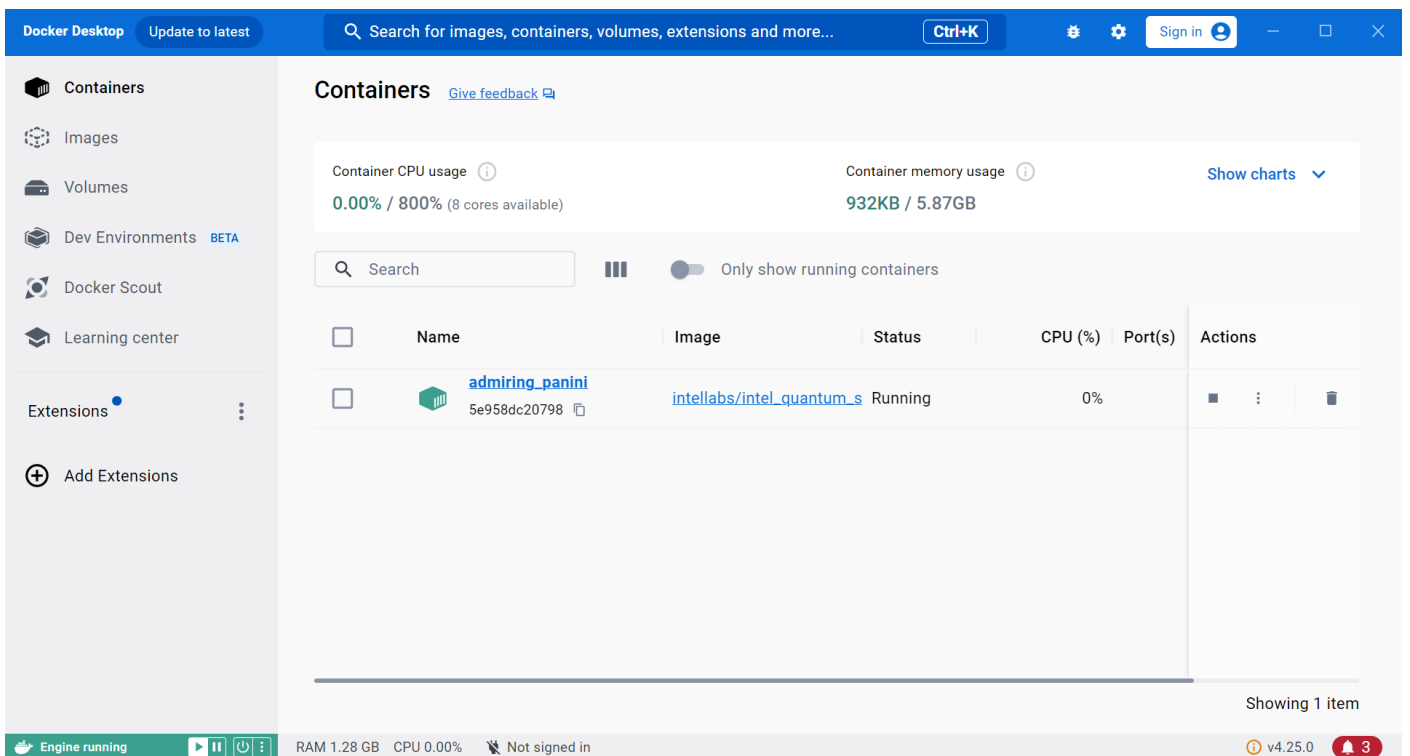 Docker Desktop Update to latest Search for images, containers, volumes, extensions and more... Ctrl+K Sign in
Containers
Images
Volumes
Dev Environments BETA
Docker Scout
Learning center
Extensions
Add Extensions
Containers Give feedback
Container CPU usage
0.00% / 800% (8 cores available)
Container memory usage
932KB / 5.87GB
Show charts
Search Only show running containers
Name Image Status CPU (%) Port(s) Actions
admiring_panini
5e958dc20798
intellabs/intel_quantum_s Running 0%
Showing 1 item
Engine running RAM 1.28 GB CPU 0.00% Not signed in v4.25.0 3